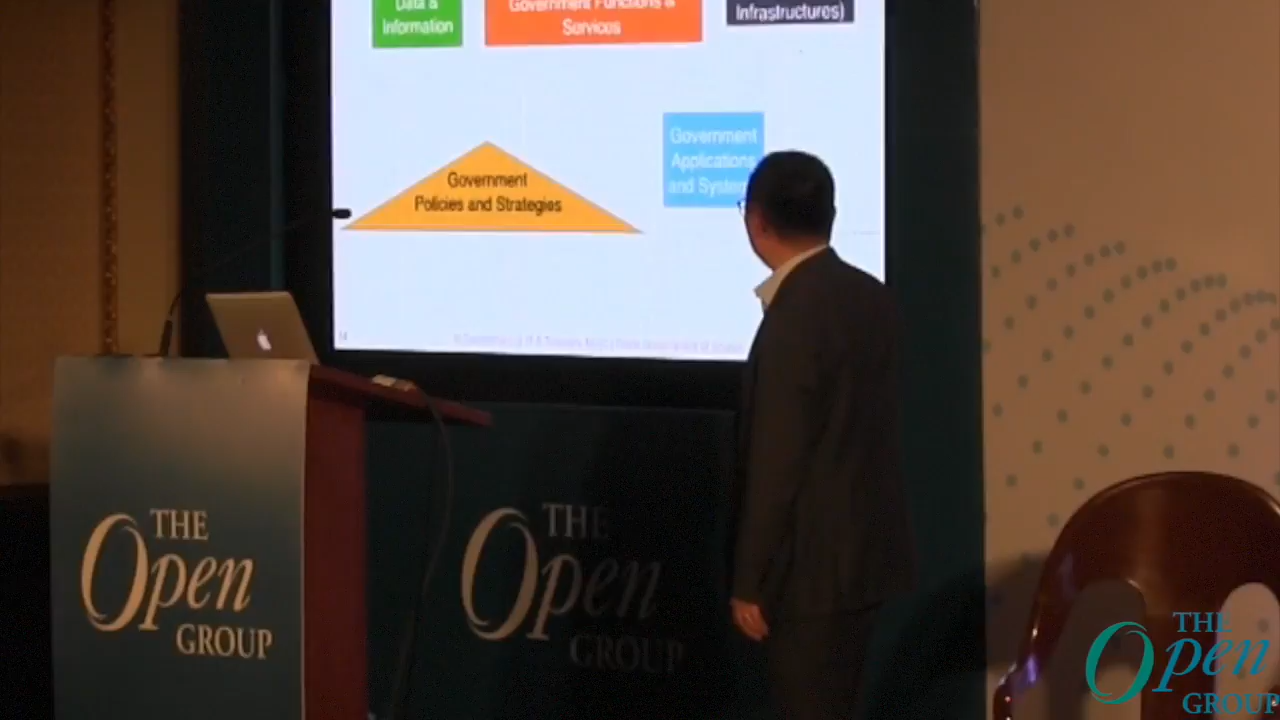 Data &
Information
Government Functions &
Services
Infrastructures)
Government
Policies and Strategies
Government
Applications
and System
THE
Open
GROUP
THE
Open
GROUP
THE
Open
GROUP